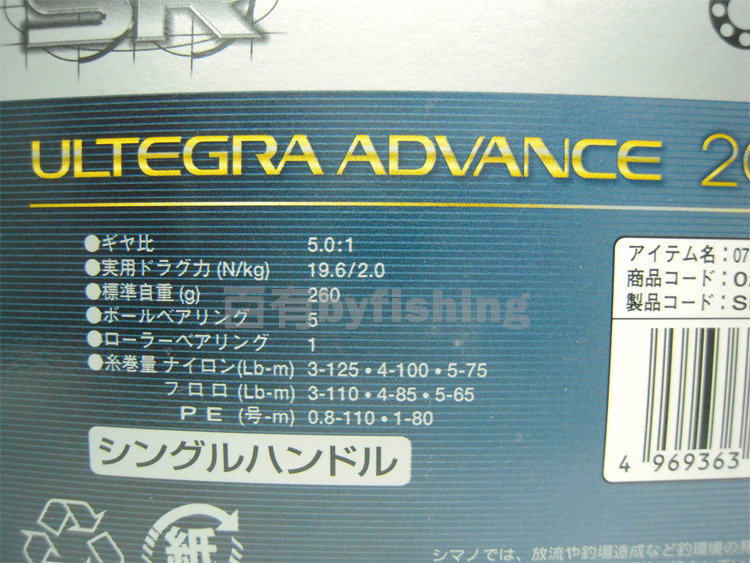 SR
ULTEGRA ADVANCE 20
●ギヤ比 5.0:1
●実用ドラグ力 (N/kg) 19.6/2.0
●標準自重 (g) 260
●ボールベアリング 5
●ローラーベアリング 1
●糸巻量 ナイロン(Lb-m) 3-125・4-100・5-75
フロロ (Lb-m) 3-110・4-85・5-65
PE (号-m) 0.8-110・1-80
シングルハンドル
百有byfishing
アイテム名：07
商品コード：0
製品コード：S
4 969363
紙
シマノでは、放流や釣場造成など釣環境の